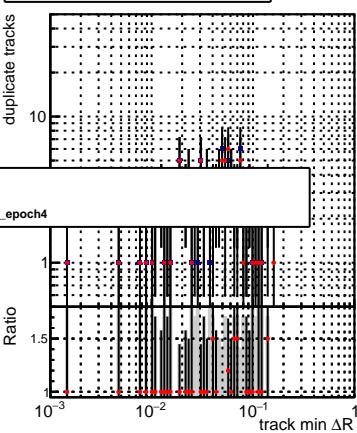 duplicate tracks
10
_epoch4
1
Ratio
1.5
1
10⁻³ 10⁻² 10⁻¹ 1
track min ΔR